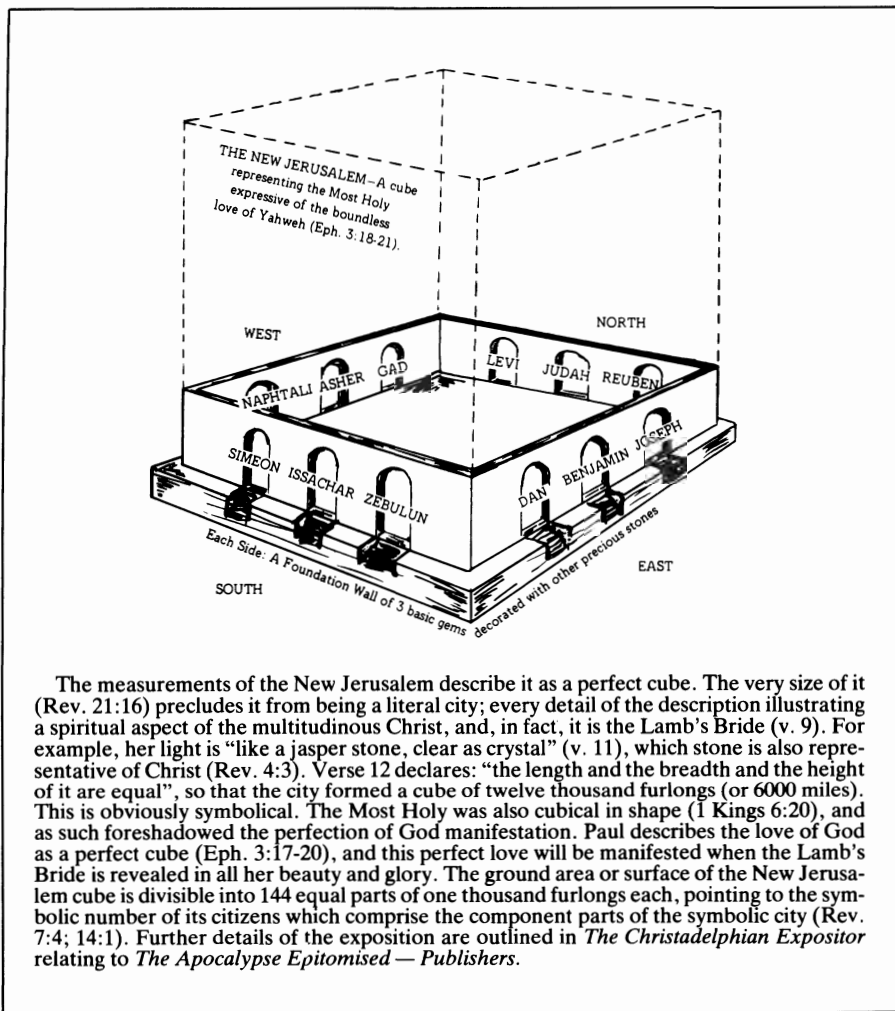 THE NEW JERUSALEM—A cube
representing the Most Holy
expressive of the boundless
love of Yahweh (Eph. 3:18-21).
WEST
NORTH
NAPHTALI ASHER GAD
LEVI JUDAH REUBEN
SIMEON ISSACHAR ZEBULUN
DAN BENJAMIN JOSEPH
Each Side: A Foundation Wall of 3 basic gems decorated with other precious stones
SOUTH
EAST
The measurements of the New Jerusalem describe it as a perfect cube. The very size of it
(Rev. 21:16) precludes it from being a literal city; every detail of the description illustrating
a spiritual aspect of the multitudinous Christ, and, in fact, it is the Lamb's Bride (v. 9). For
example, her light is “like a jasper stone, clear as crystal” (v. 11), which stone is also repre-
sentative of Christ (Rev. 4:3). Verse 12 declares: “the length and the breadth and the height
of it are equal”, so that the city formed a cube of twelve thousand furlongs (or 6000 miles).
This is obviously symbolical. The Most Holy was also cubical in shape (1 Kings 6:20), and
as such foreshadowed the perfection of God manifestation. Paul describes the love of God
as a perfect cube (Eph. 3:17-20), and this perfect love will be manifested when the Lamb's
Bride is revealed in all her beauty and glory. The ground area or surface of the New Jerusa-
lem cube is divisible into 144 equal parts of one thousand furlongs each, pointing to the sym-
bolic number of its citizens which comprise the component parts of the symbolic city (Rev.
7:4; 14:1). Further details of the exposition are outlined in The Christadelphian Expositor
relating to The Apocalypse Epitomised — Publishers.